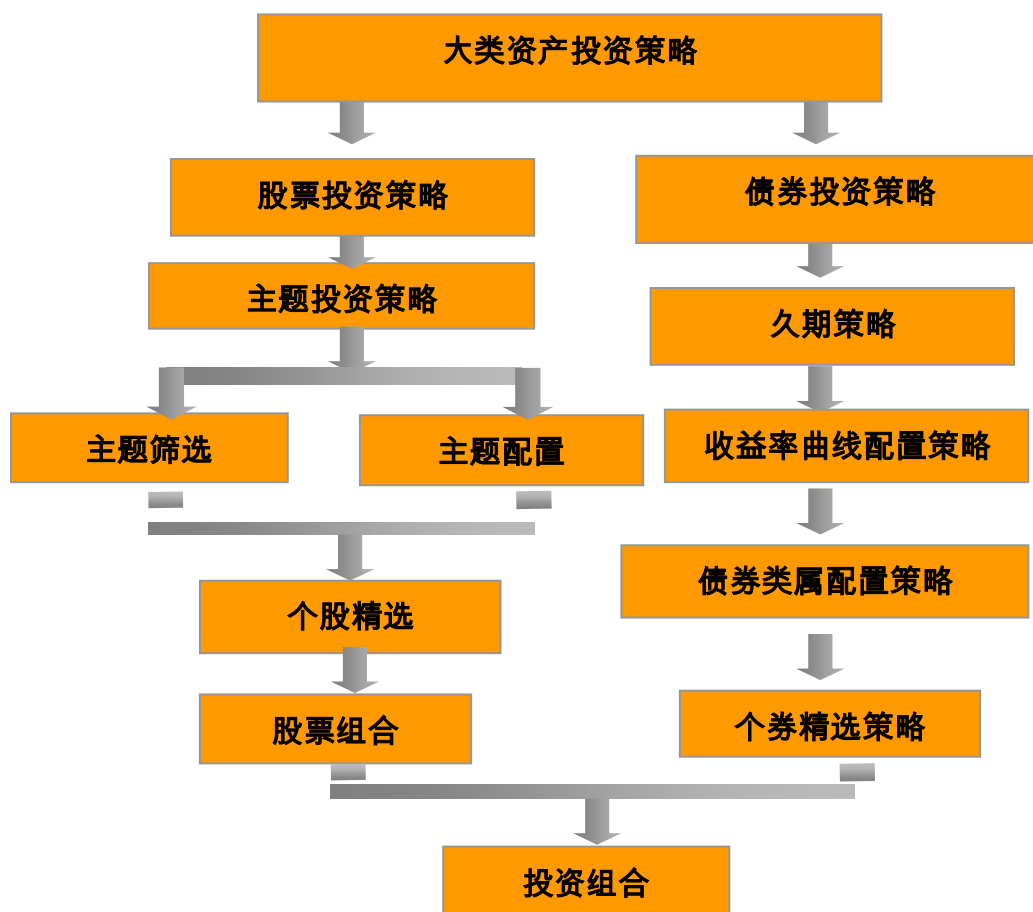 大类资产投资策略
股票投资策略
债券投资策略
主题投资策略
久期策略
主题筛选
主题配置
收益率曲线配置策略
债券类属配置策略
个股精选
股票组合
个券精选策略
投资组合